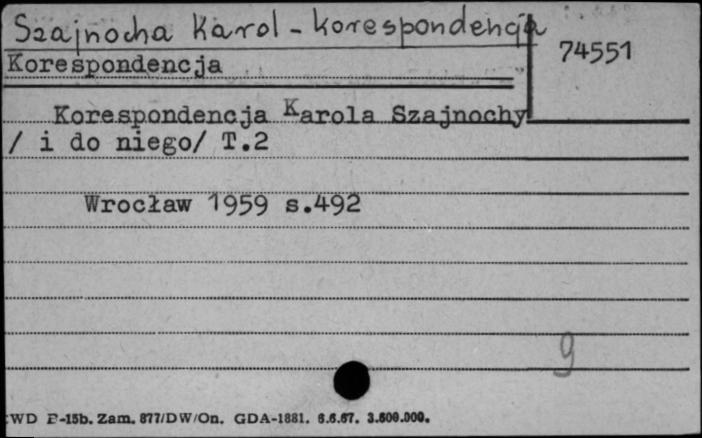 Szajnocha Karol - korespondencja
74551
Korespondencja
Korespondencja Karola Szajnochy
/ i do niego/ T.2
Wrocław 1959 s.492
9
WD P-15b. Zam. 877/DW/On. GDA-1881. 6.6.67. 3.500.000.